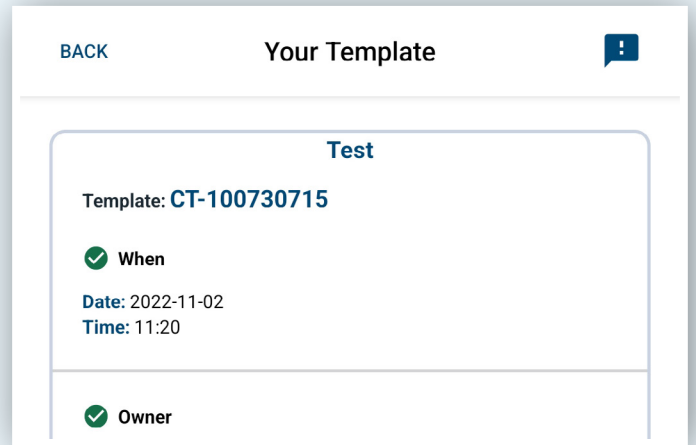 BACK
Your Template
Test
Template: CT-100730715
When
Date: 2022-11-02
Time: 11:20
Owner